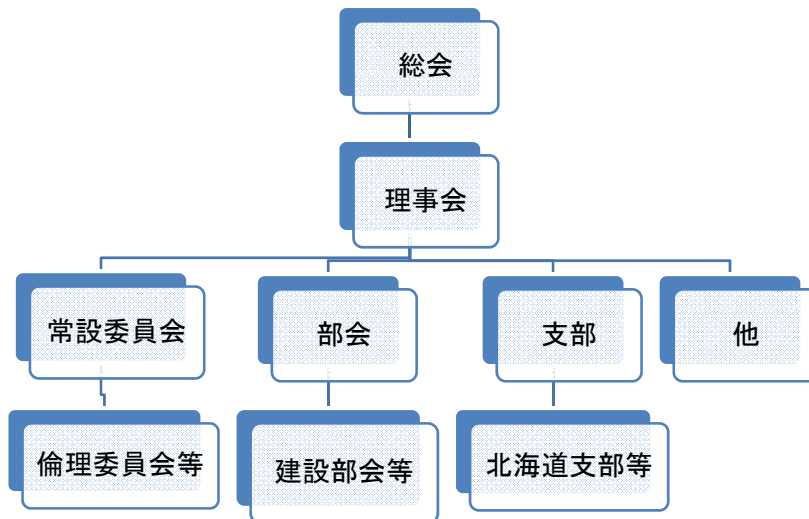 総会
理事会
常設委員会
部会
支部
他
倫理委員会等
建設部会等
北海道支部等